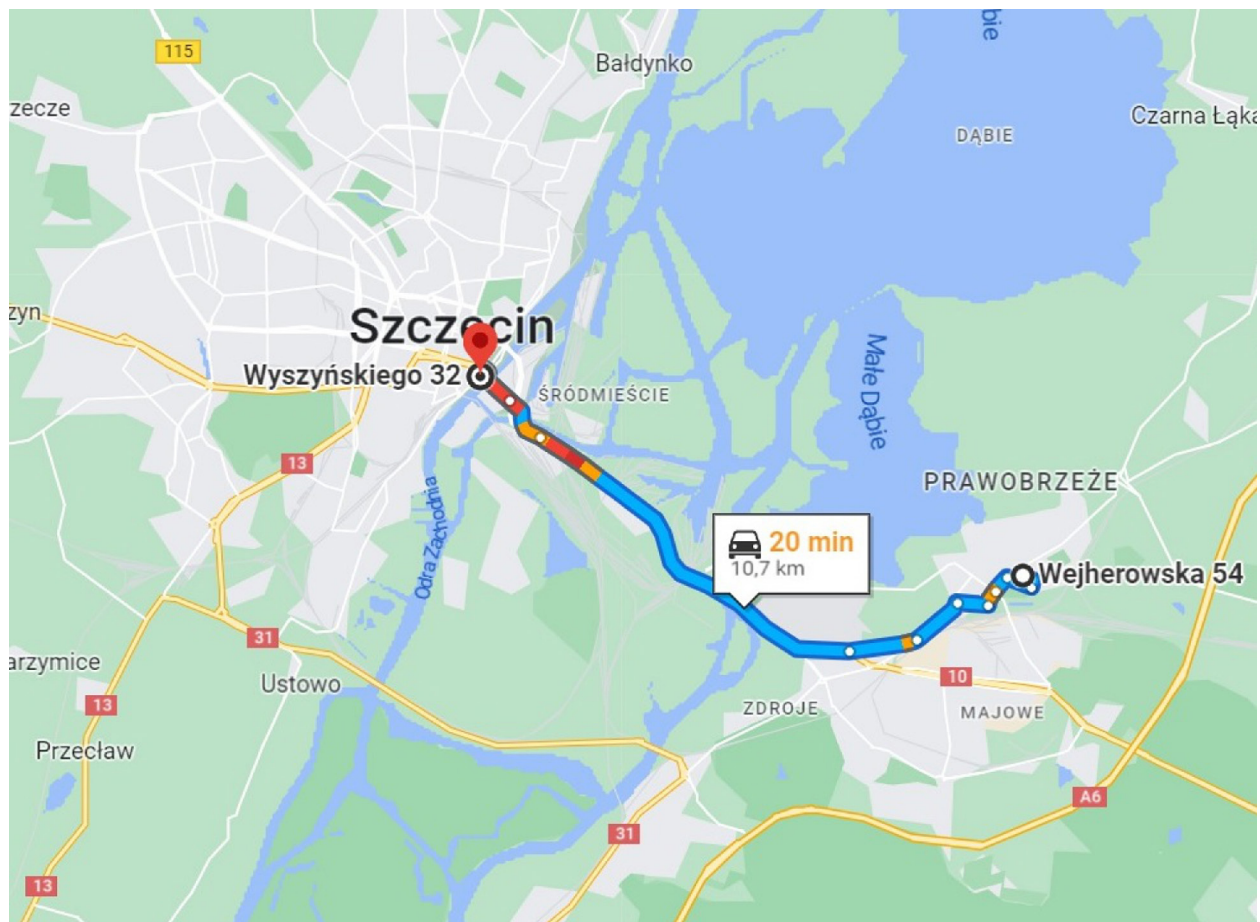 115
Bałdynko
bie
zecze
Czarna Łąka
DĄBIE
zyn
Szczecin
Wyszyńskiego 32
ŚRÓDMIEŚCIE
Małe Dąbie
13
PRAWOBRZEŻE
Odra Zachodnia
20 min
10,7 km
Wejherowska 54
31
arzymice
Ustowo
10
13
ZDROJE
MAJOWE
Przecław
A6
31
13